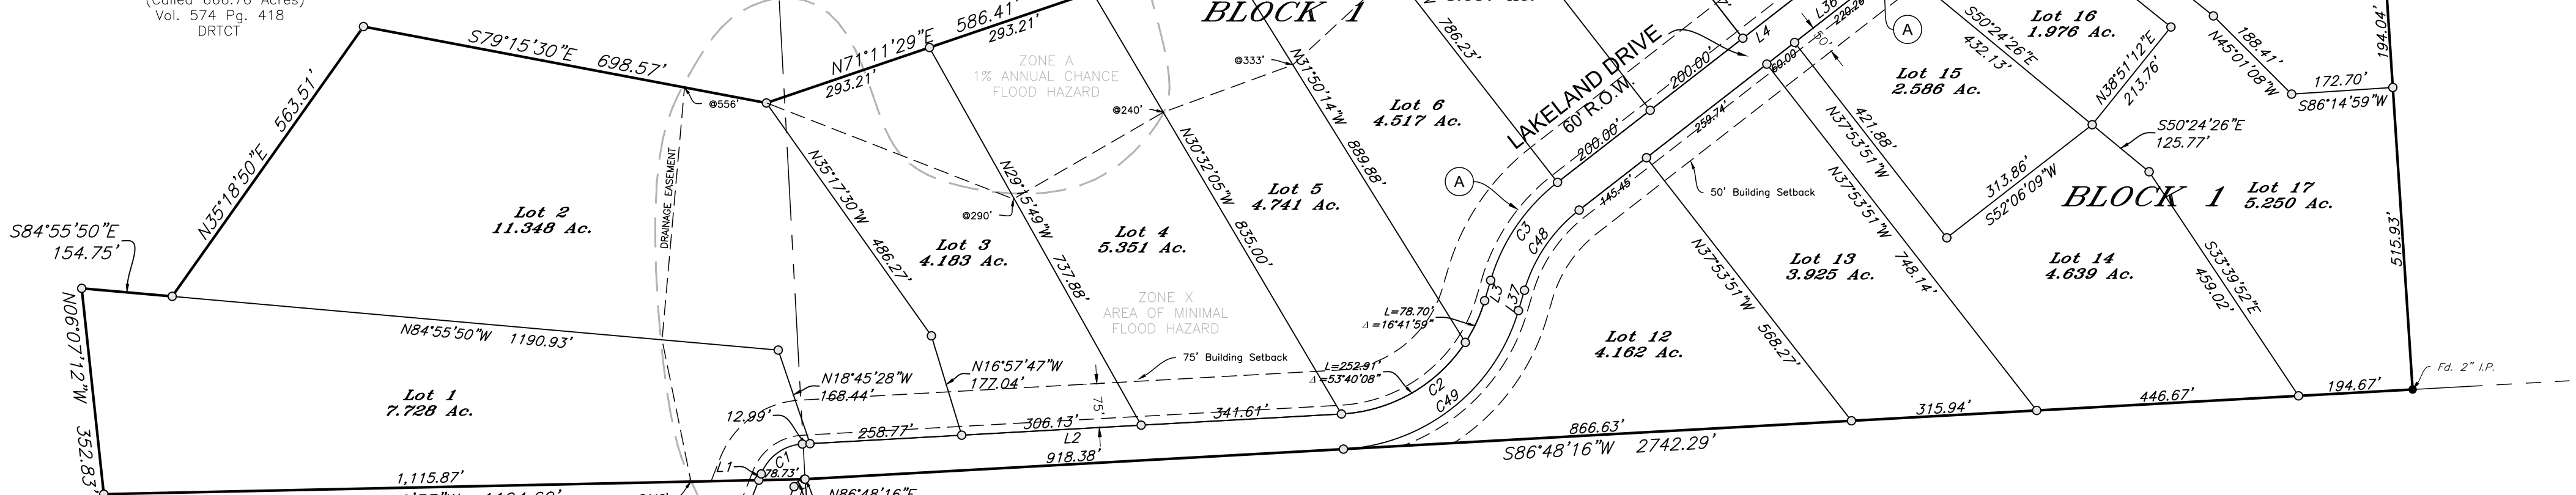 (Called 666.76 Acres)
Vol. 574 Pg. 418
DRTCT
S79°15'30"E 698.57'
N35°18'50"E 563.51'
S84°55'50"E
154.75'
N06°07'12"W 352.83'
Lot 2
11.348 Ac.
N84°55'50"W 1190.93'
Lot 1
7.728 Ac.
1,115.87'
DRAINAGE EASEMENT
@556'
N71°11'29"E 586.41'
293.21'
293.21'
ZONE A
1% ANNUAL CHANCE
FLOOD HAZARD
@290'
@240'
@333'
N35°17'30"W 486.27'
Lot 3
4.183 Ac.
N29°15'49"W 737.88'
Lot 4
5.351 Ac.
ZONE X
AREA OF MINIMAL
FLOOD HAZARD
N30°32'05"W 835.00'
Lot 5
4.741 Ac.
N31°50'14"W 889.88'
Lot 6
4.517 Ac.
BLOCK 1
786.23'
LAKELAND DRIVE
60' R.O.W.
200.00'
200.00'
L4
L36
220.26'
60.00'
50'
259.74'
145.45'
A
A
C3
C48
L3
L37
L=78.70'
Δ=16°41'59"
L=252.91'
Δ=53°40'08"
C2
C49
75' Building Setback
75'
N16°57'47"W
177.04'
N18°45'28"W
168.44'
12.99'
258.77'
306.13'
L2
341.61'
918.38'
L1
C1
78.73'
N86°48'16"E
50' Building Setback
Lot 12
4.162 Ac.
N37°53'51"W 568.27'
Lot 13
3.925 Ac.
N37°53'51"W 748.14'
421.88'
N37°53'51"W
Lot 14
4.639 Ac.
Lot 15
2.586 Ac.
Lot 16
1.976 Ac.
S50°24'26"E
432.13'
N38°51'12"E
213.76'
188.41'
N45°01'08"W
172.70'
S86°14'59"W
194.04'
S50°24'26"E
125.77'
313.86'
S52°06'09"W
BLOCK 1
Lot 17
5.250 Ac.
S33°39'52"E
459.02'
515.93'
Fd. 2" I.P.
866.63'
315.94'
446.67'
194.67'
S86°48'16"W 2742.29'